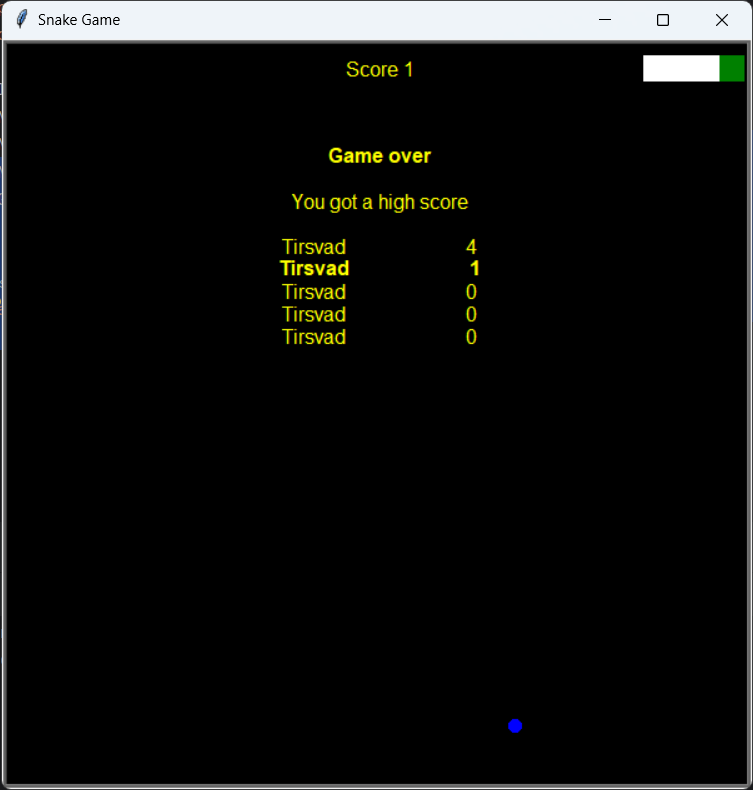 Snake Game
Score 1
Game over
You got a high score
Tirsvad 4
Tirsvad 1
Tirsvad 0
Tirsvad 0
Tirsvad 0